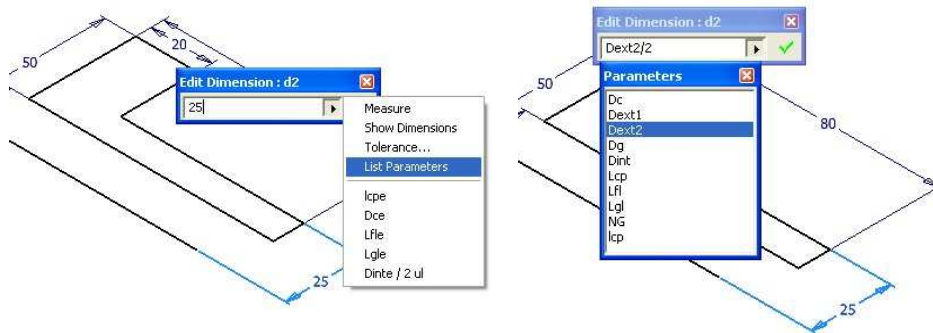 50
20
Edit Dimension : d2
25
Measure
Show Dimensions
Tolerance...
List Parameters
lcpe
Dce
Lfle
Lgle
Dinte / 2 ul
25
Edit Dimension : d2
Dext2/2
Parameters
50
Dc
Dext1
Dext2
Dg
Dint
Lcp
Lfl
Lgl
NG
lcp
80
25